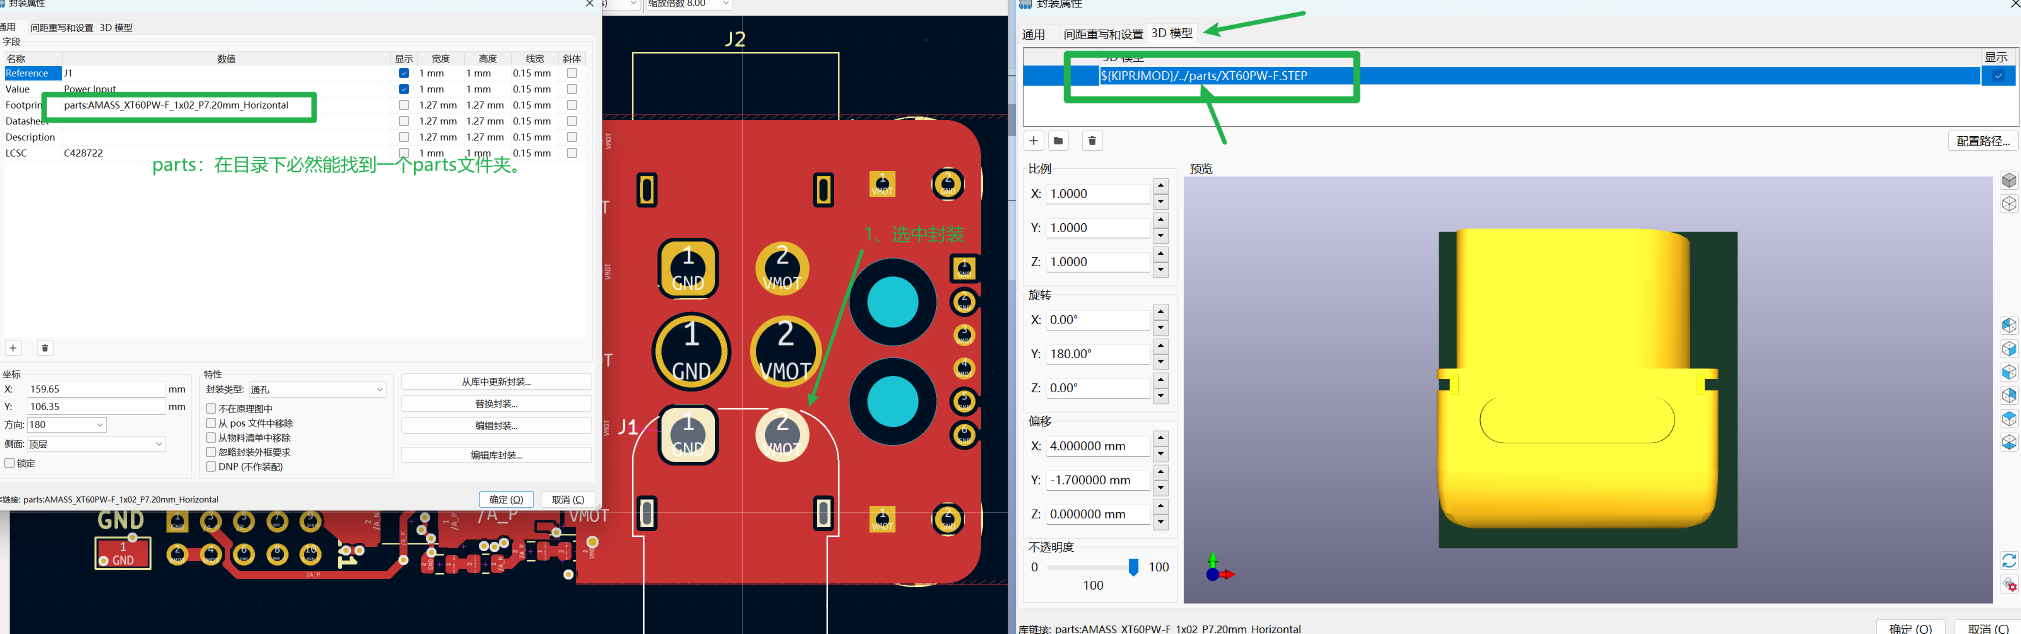 封装属性
通用 间距重写和设置 3D 模型
字段
名称 数值 显示 宽度 高度 线宽 斜体
Reference J1 1 mm 1 mm 0.15 mm
Value Power Input 1 mm 1 mm 0.15 mm
Footprin parts:AMASS_XT60PW-F_1x02_P7.20mm_Horizontal 1.27 mm 1.27 mm 0.15 mm
Datashee 1.27 mm 1.27 mm 0.15 mm
Description 1.27 mm 1.27 mm 0.15 mm
LCSC C428722 1 mm 1 mm 0.15 mm
parts：在目录下必然能找到一个parts文件夹。
坐标
X: 159.65 mm
Y: 106.35 mm
方向: 180
侧面: 顶层
锁定
特性
封装类型: 通孔
不在原理图中
从 pos 文件中移除
从物料清单中移除
忽略封装外框要求
DNP (不作装配)
从库中更新封装...
替换封装...
编辑封装...
编辑库封装...
库链接: parts:AMASS_XT60PW-F_1x02_P7.20mm_Horizontal
确定 (O) 取消 (C)
缩放倍数 8.00
J2
1 VMOT 2 GND
1、选中封装
1 GND 2 VMOT
1 GND 2 VMOT
J1 1 GND 2 VMOT
VMOT
GND
1 GND
/A_P
封装属性
通用 间距重写和设置 3D 模型
3D 模型 显示
${KIPRJMOD}/../parts/XT60PW-F.STEP
配置路径...
比例
X: 1.0000
Y: 1.0000
Z: 1.0000
旋转
X: 0.00°
Y: 180.00°
Z: 0.00°
偏移
X: 4.000000 mm
Y: -1.700000 mm
Z: 0.000000 mm
不透明度
0 100
100
预览
库链接: parts:AMASS_XT60PW-F_1x02_P7.20mm_Horizontal
确定 (O) 取消 (C)